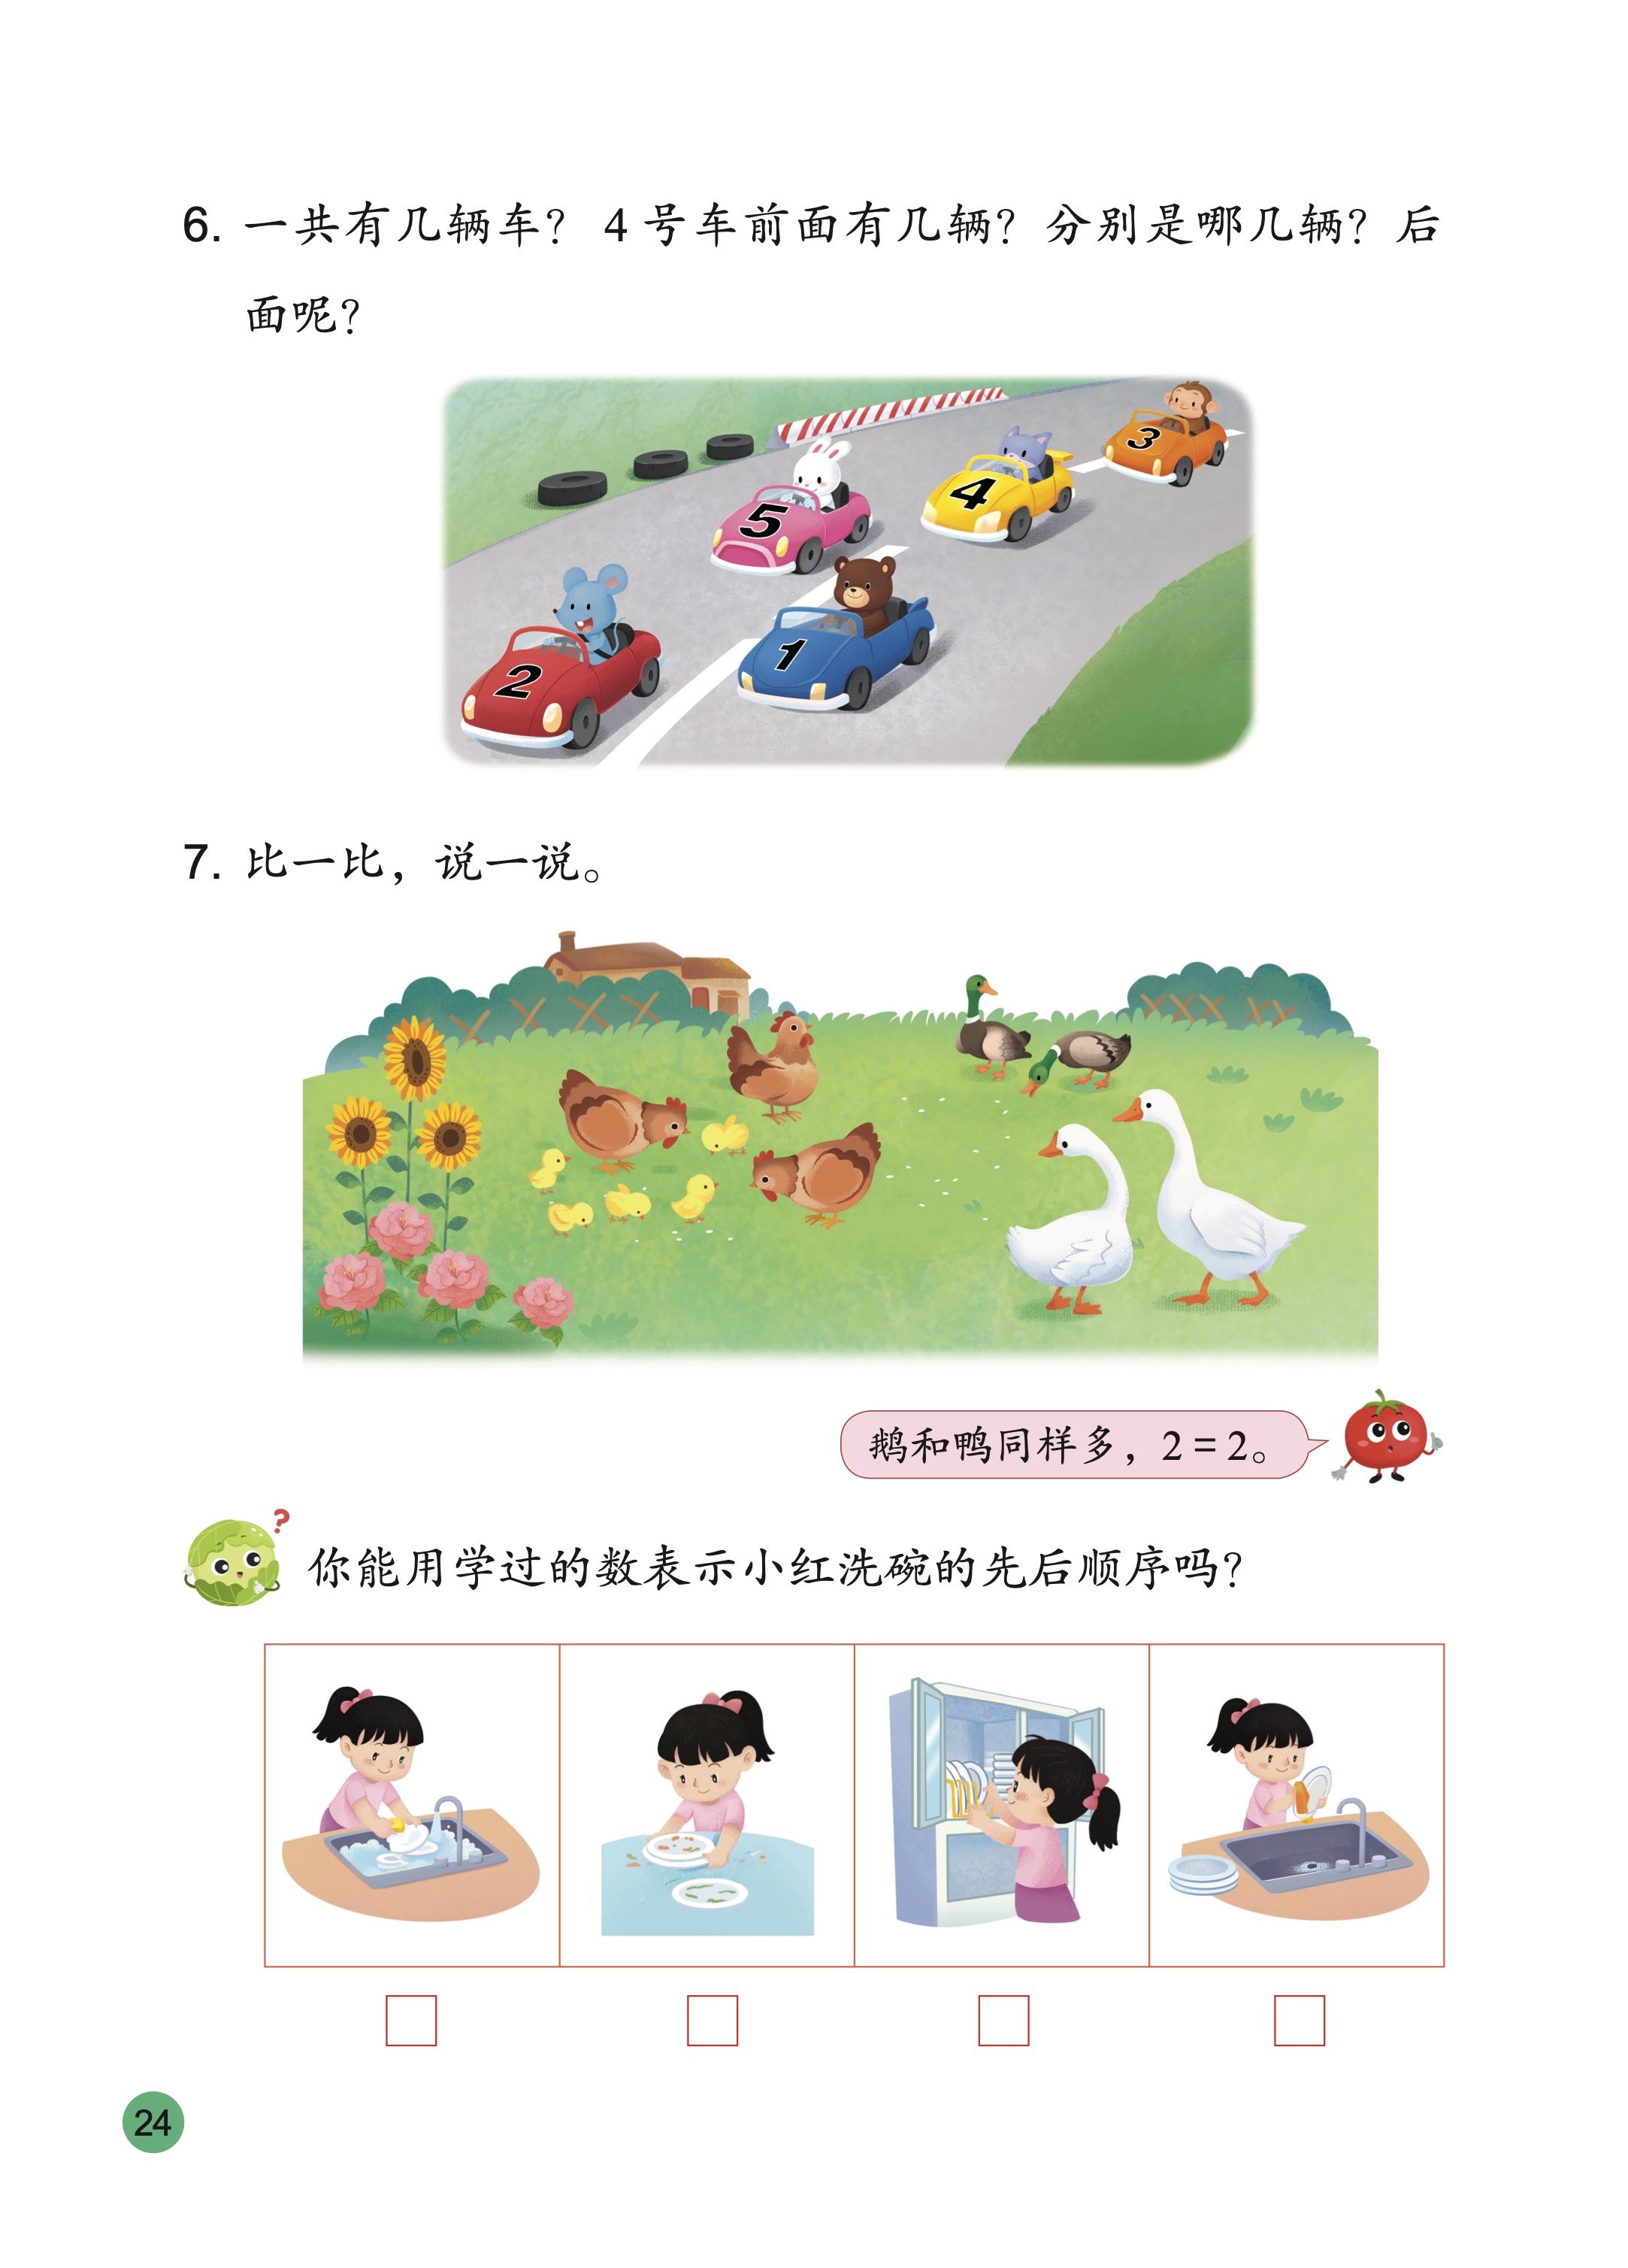 6. 一共有几辆车？4 号车前面有几辆？分别是哪几辆？后
面呢？
3
4
5
1
2
7. 比一比，说一说。
鹅和鸭同样多，2 = 2。
?
你能用学过的数表示小红洗碗的先后顺序吗？
24